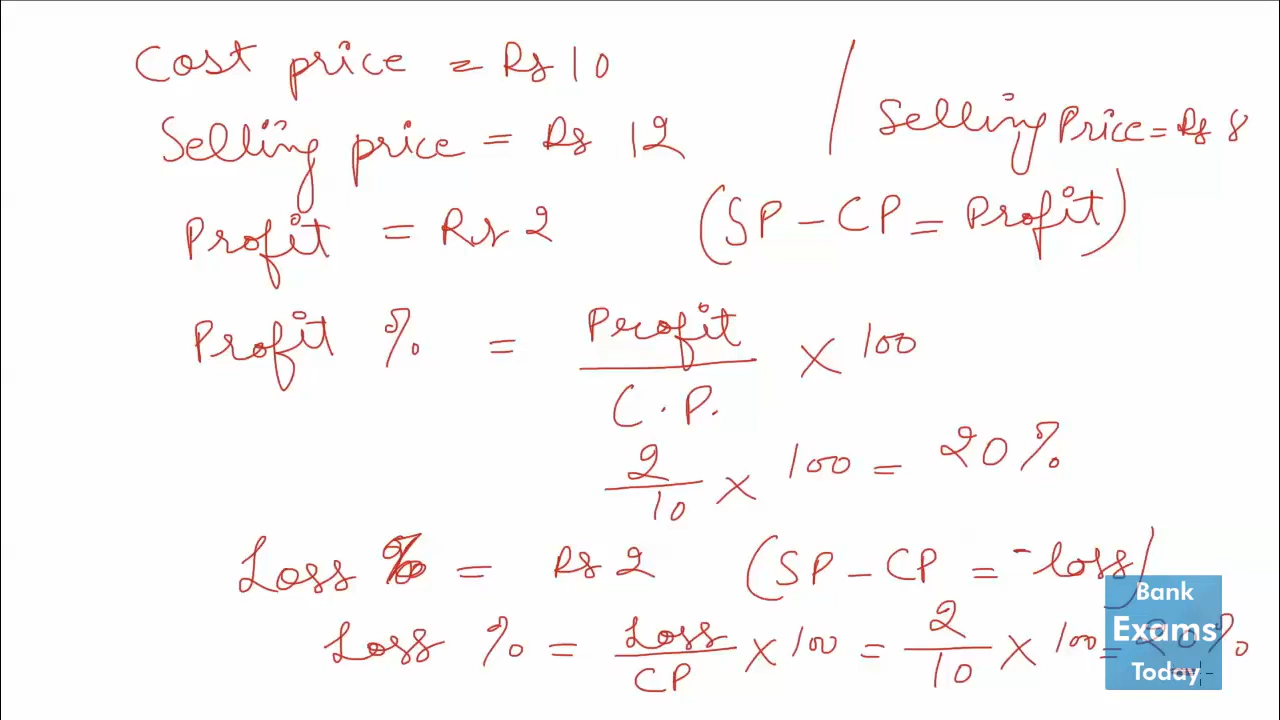 Cost price = Rs 10
Selling price = Rs 12 / Selling Price = Rs 8
Profit = Rs 2 (SP - CP = Profit)
Profit % = Profit / C.P. × 100
2/10 × 100 = 20%
Loss = Rs 2 (SP - CP = -loss)
Loss % = Loss / CP × 100 = 2/10 × 100 = 20%
Bank
Exams
Today